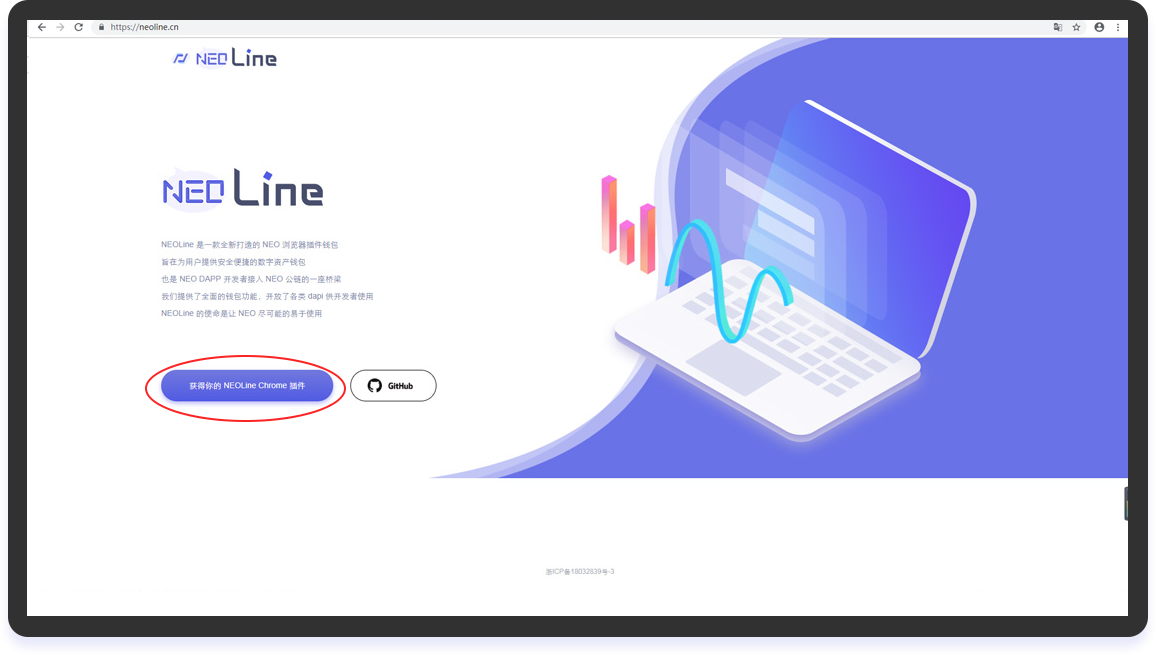 https://neoline.cn
NEO Line
NEO Line
NEOLine 是一款全新打造的 NEO 浏览器插件钱包
旨在为用户提供安全便捷的数字资产钱包
也是 NEO DAPP 开发者接入 NEO 公链的一座桥梁
我们提供了全面的钱包功能，开放了各类 dapi 供开发者使用
NEOLine 的使命是让 NEO 尽可能的易于使用
获得你的 NEOLine Chrome 插件
GitHub
浙ICP备18032839号-3